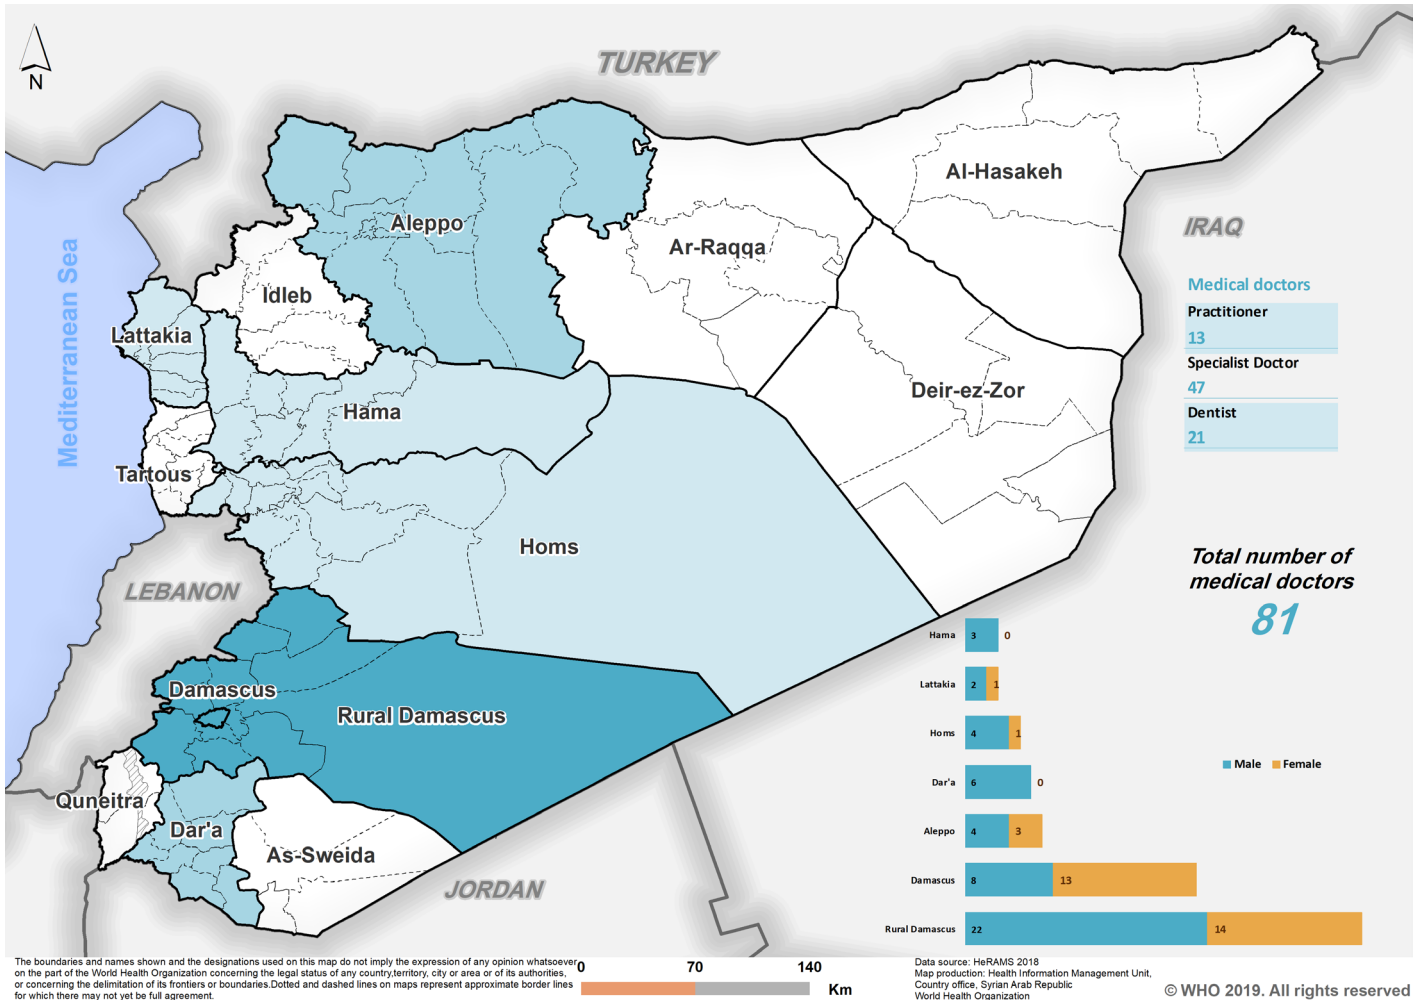 N
TURKEY
Al-Hasakeh
Aleppo
IRAQ
Ar-Raqqa
Mediterranean Sea
Idleb
Lattakia
Medical doctors
Practitioner
13
Specialist Doctor
47
Dentist
21
Deir-ez-Zor
Hama
Tartous
Homs
Total number of
medical doctors
81
LEBANON
Hama 3 0
Lattakia 2 1
Damascus
Rural Damascus
Homs 4 1
Male Female
Dar'a 6 0
Quneitra
Dar'a
Aleppo 4 3
As-Sweida
JORDAN
Damascus 8 13
Rural Damascus 22 14
The boundaries and names shown and the designations used on this map do not imply the expression of any opinion whatsoever
on the part of the World Health Organization concerning the legal status of any country,territory, city or area or of its authorities,
or concerning the delimitation of its frontiers or boundaries.Dotted and dashed lines on maps represent approximate border lines
for which there may not yet be full agreement.
0 70 140
Km
Data source: HeRAMS 2018
Map production: Health Information Management Unit,
Country office, Syrian Arab Republic
World Health Organization
© WHO 2019. All rights reserved